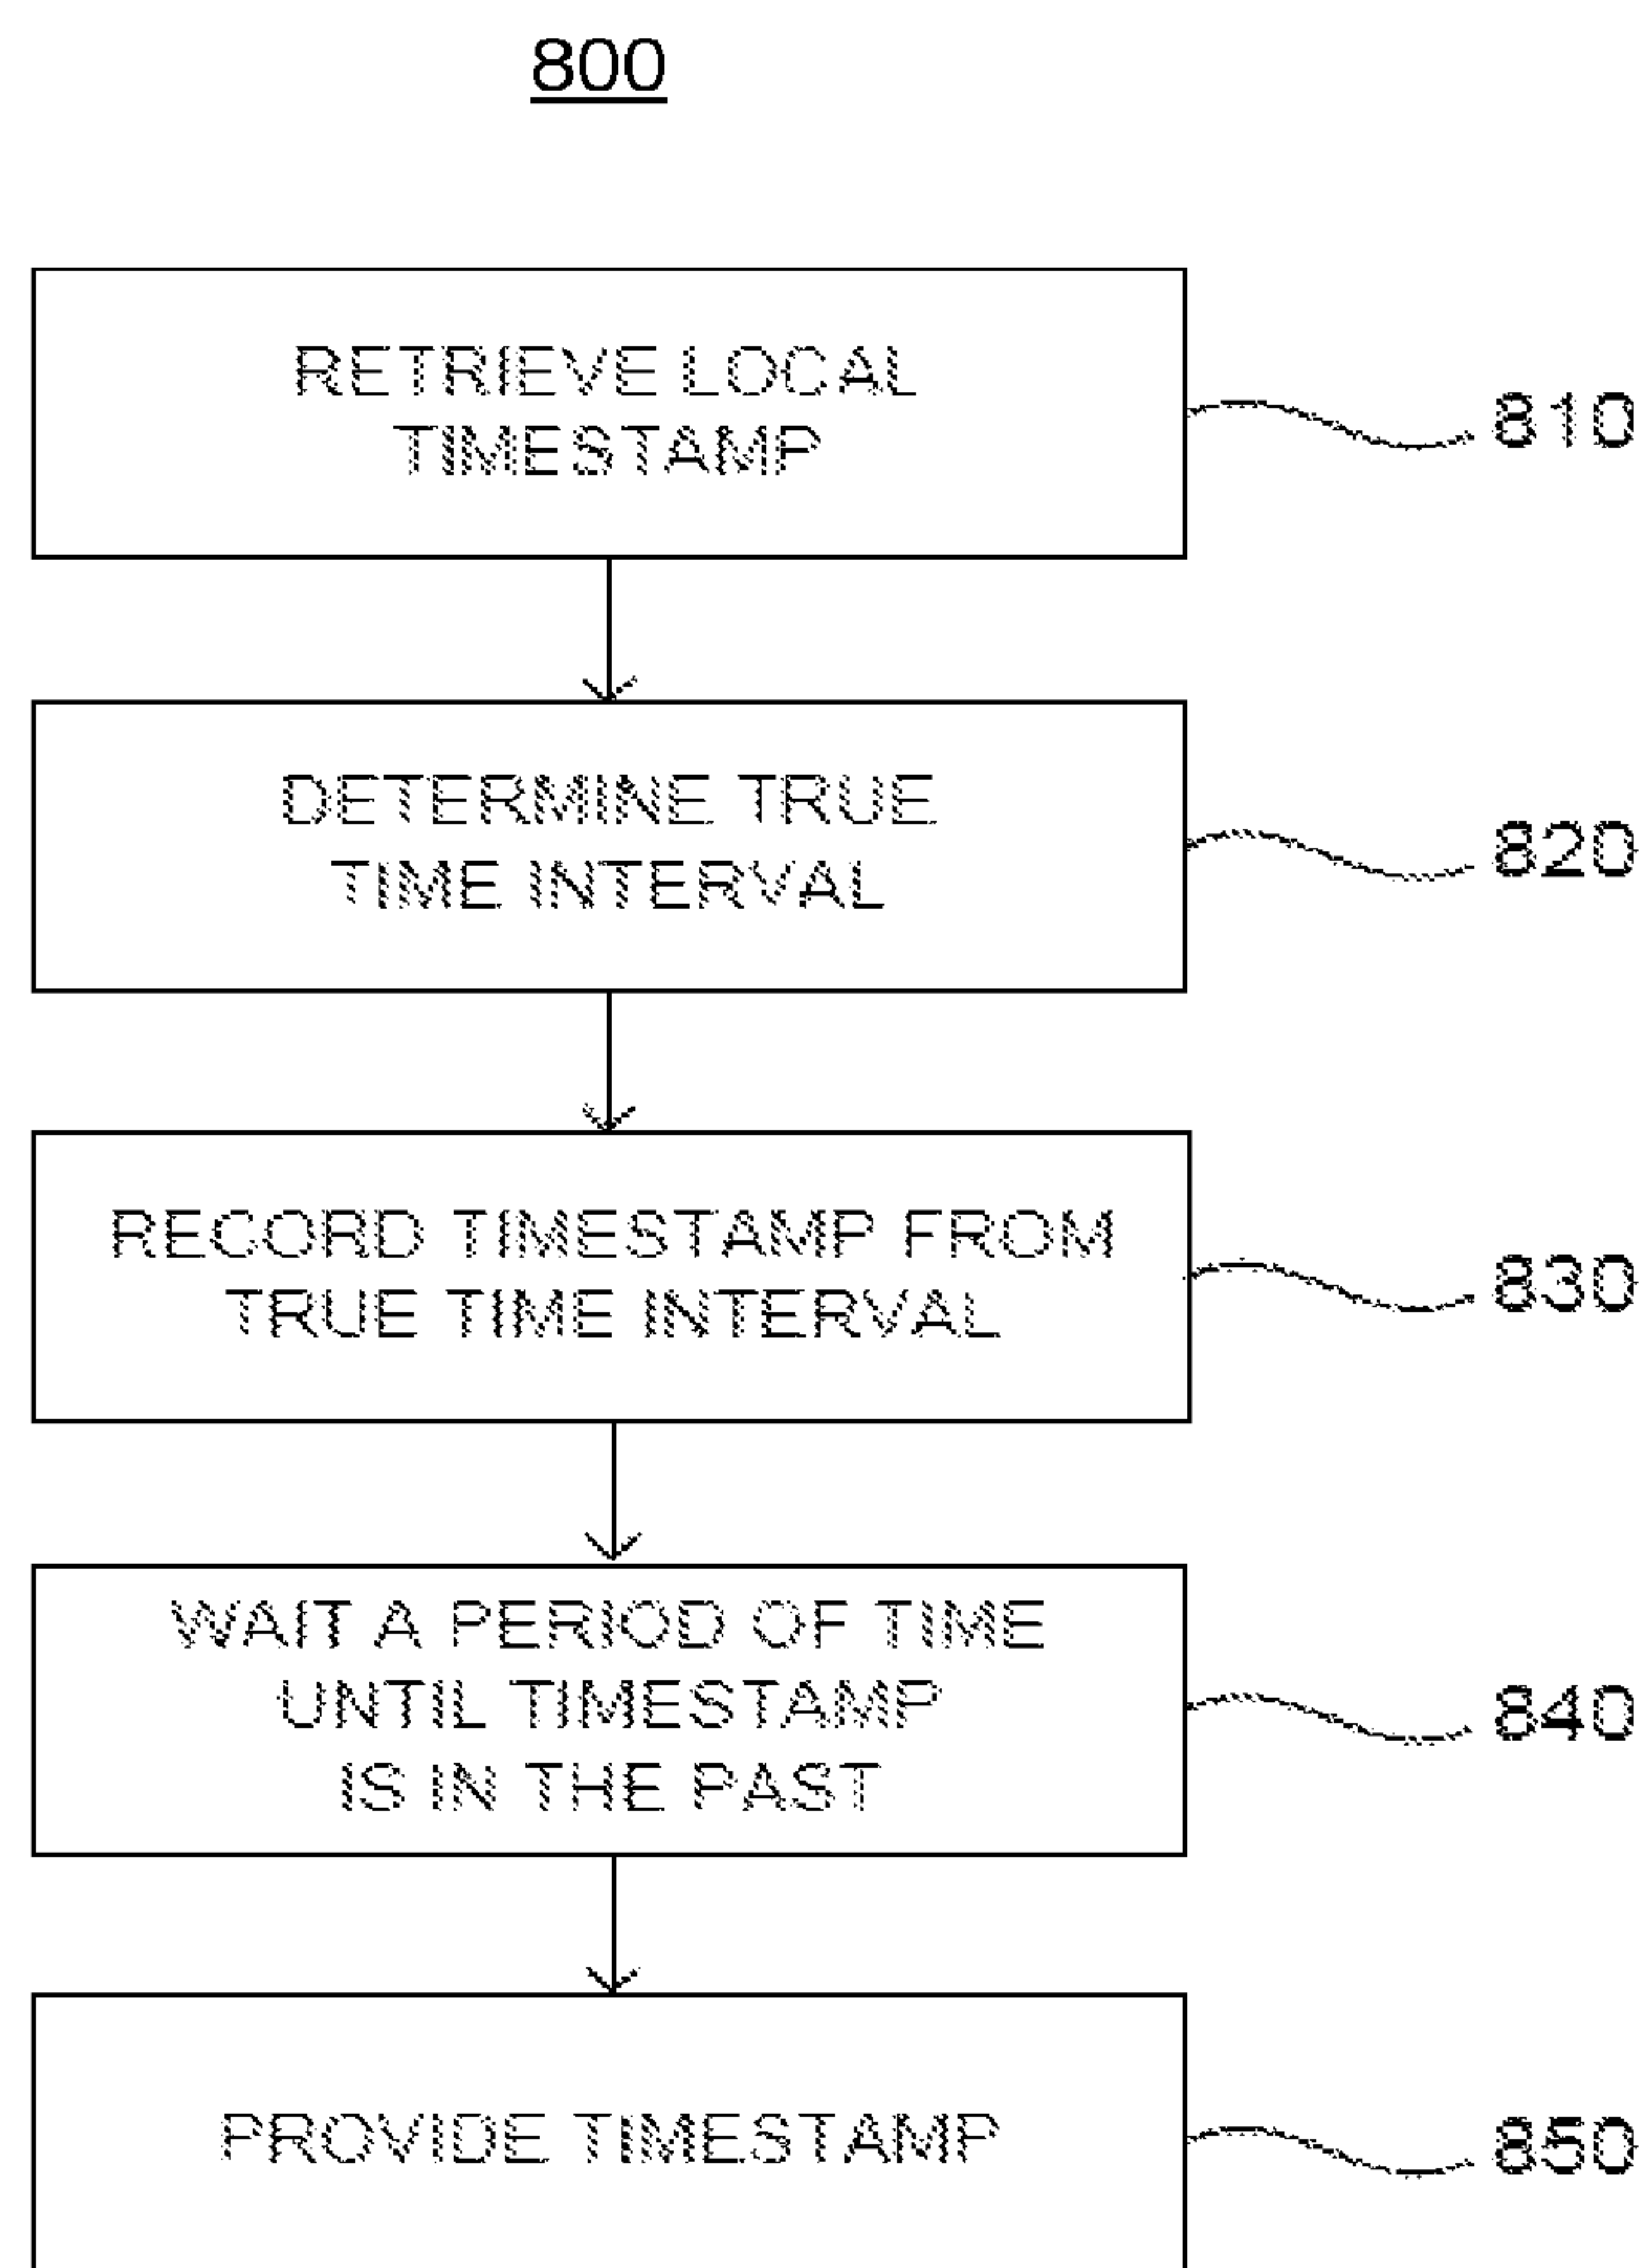 800
RETRIEVE LOCAL
TIMESTAMP
810
DETERMINE TRUE
TIME INTERVAL
820
RECORD TIMESTAMP FROM
TRUE TIME INTERVAL
830
WAIT A PERIOD OF TIME
UNTIL TIMESTAMP
IS IN THE PAST
840
PROVIDE TIMESTAMP
850